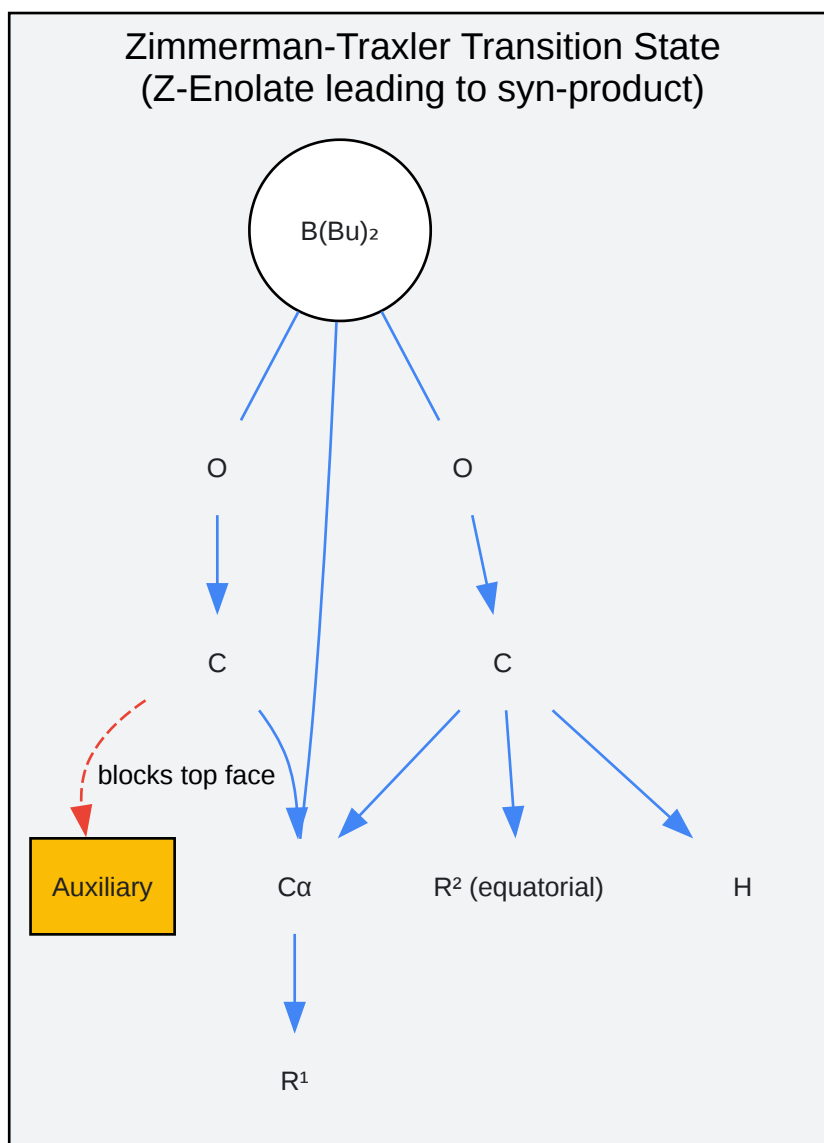 Zimmerman-Traxler Transition State
(Z-Enolate leading to syn-product)
B(Bu)₂
O
O
C
C
blocks top face
Auxiliary
Cα
R² (equatorial)
H
R¹